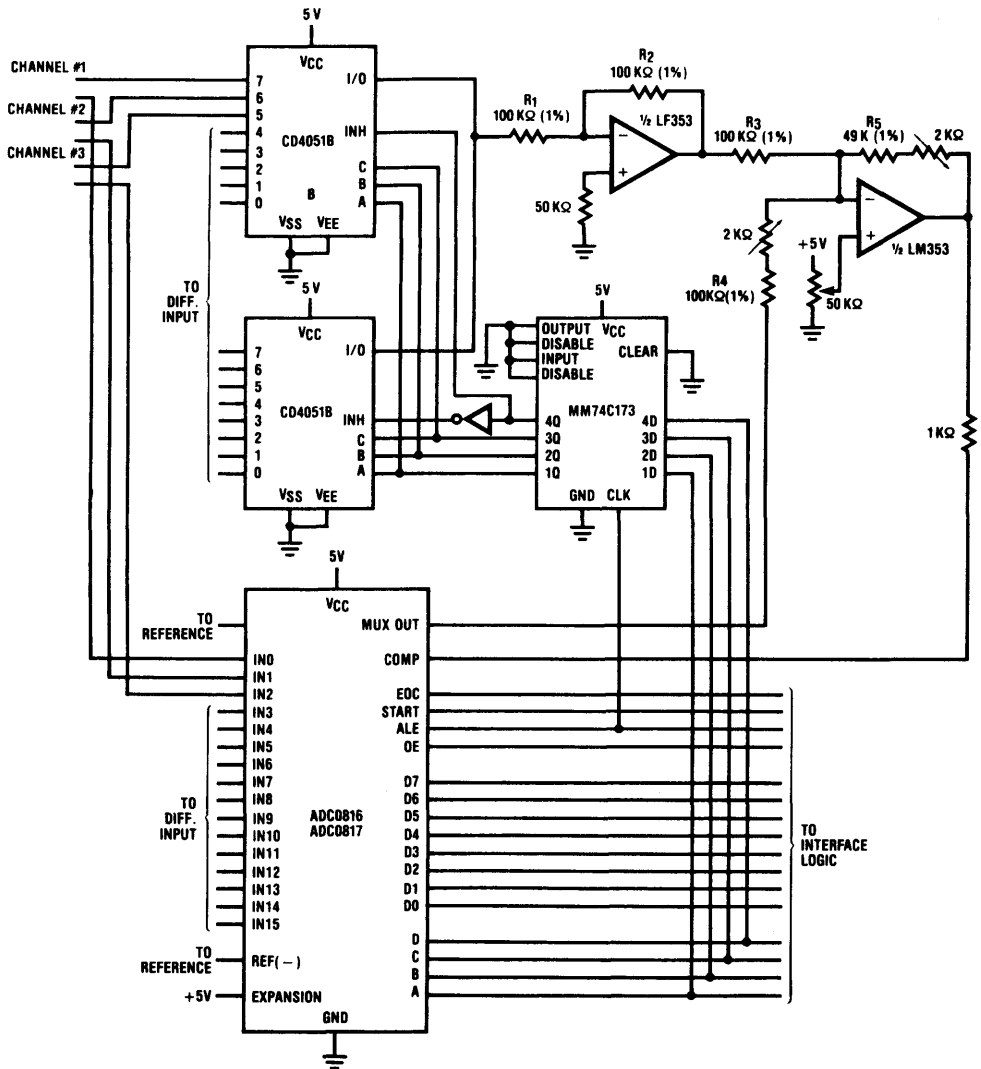 CHANNEL #1
CHANNEL #2
CHANNEL #3
5 V
VCC
7
6
5
4
3
2
1
0
CD4051B
B
I/O
INH
C
B
A
VSS
VEE
TO
DIFF.
INPUT
R1
100 KΩ (1%)
R2
100 KΩ (1%)
½ LF353
50 KΩ
R3
100 KΩ (1%)
R5
49 K (1%)
2 KΩ
½ LM353
+5V
50 KΩ
2 KΩ
R4
100KΩ(1%)
1 KΩ
5 V
VCC
7
6
5
4
3
2
1
0
CD4051B
I/O
INH
C
B
A
VSS
VEE
5V
OUTPUT
DISABLE
INPUT
DISABLE
VCC
CLEAR
MM74C173
4Q
3Q
2Q
1Q
4D
3D
2D
1D
GND
CLK
5V
VCC
TO
REFERENCE
MUX OUT
COMP
IN0
IN1
IN2
IN3
IN4
IN5
IN6
IN7
IN8
IN9
IN10
IN11
IN12
IN13
IN14
IN15
TO
DIFF.
INPUT
ADC0816
ADC0817
EOC
START
ALE
OE
D7
D6
D5
D4
D3
D2
D1
D0
D
C
B
A
TO
INTERFACE
LOGIC
TO
REFERENCE
REF(−)
+5V
EXPANSION
GND